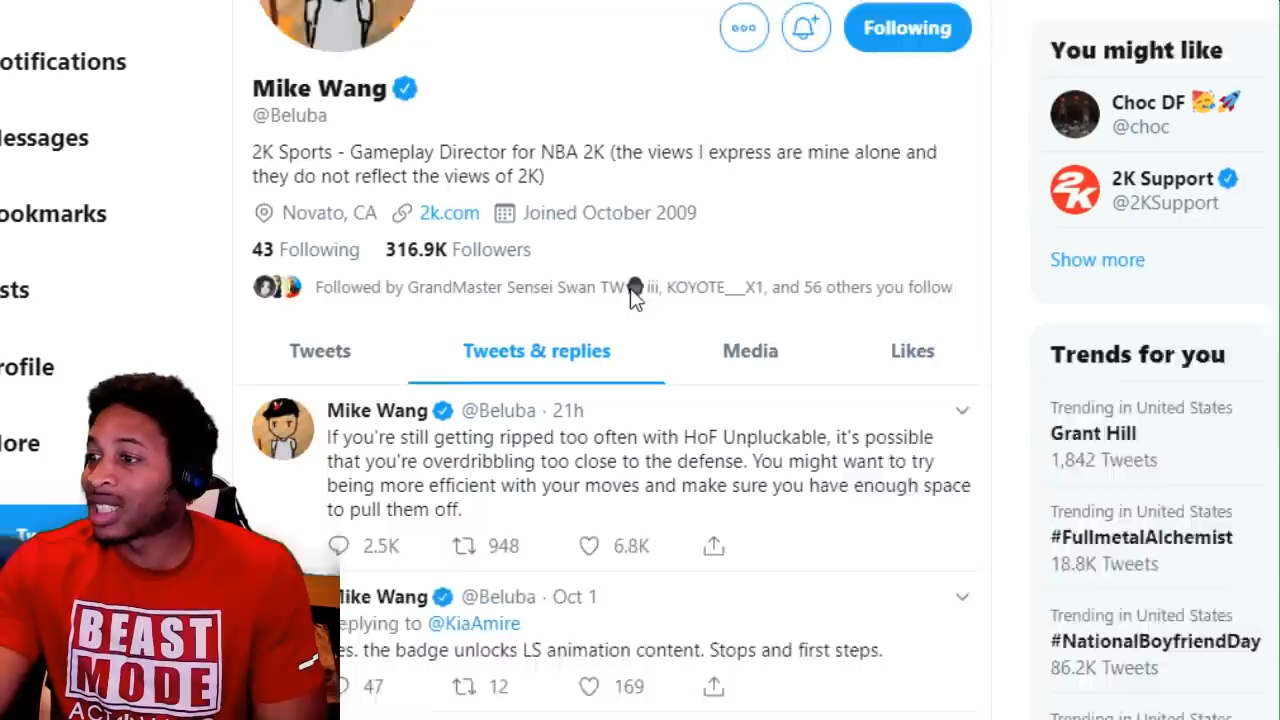 otifications
essages
ookmarks
sts
rofile
ore
Tw
Following
Mike Wang
@Beluba
2K Sports - Gameplay Director for NBA 2K (the views I express are mine alone and
they do not reflect the views of 2K)
Novato, CA 2k.com Joined October 2009
43 Following 316.9K Followers
Followed by GrandMaster Sensei Swan TW iii, KOYOTE___X1, and 56 others you follow
Tweets Tweets & replies Media Likes
Mike Wang @Beluba · 21h
If you're still getting ripped too often with HoF Unpluckable, it's possible
that you're overdribbling too close to the defense. You might want to try
being more efficient with your moves and make sure you have enough space
to pull them off.
2.5K 948 6.8K
ike Wang @Beluba · Oct 1
eplying to @KiaAmire
es. the badge unlocks LS animation content. Stops and first steps.
47 12 169
You might like
Choc DF
@choc
2K
2K Support
@2KSupport
Show more
Trends for you
Trending in United States
Grant Hill
1,842 Tweets
Trending in United States
#FullmetalAlchemist
18.8K Tweets
Trending in United States
#NationalBoyfriendDay
86.2K Tweets
Trending in United States
BEAST
MODE